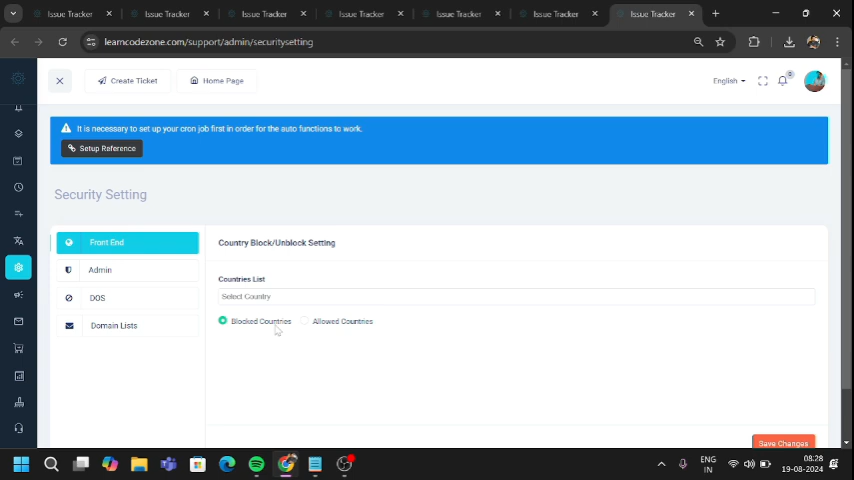 Issue Tracker
Issue Tracker
Issue Tracker
Issue Tracker
Issue Tracker
Issue Tracker
Issue Tracker
learncodezone.com/support/admin/securitysetting
Create Ticket
Home Page
English
0
It is necessary to set up your cron job first in order for the auto functions to work.
Setup Reference
Security Setting
Front End
Country Block/Unblock Setting
Admin
Countries List
DOS
Select Country
Domain Lists
Blocked Countries
Allowed Countries
Save Changes
ENG
IN
08:28
19-08-2024